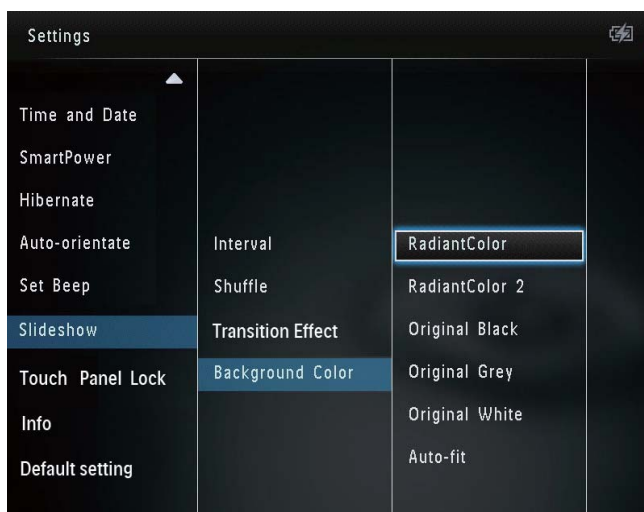 Settings
Time and Date
SmartPower
Hibernate
Auto-orientate
Set Beep
Slideshow
Touch Panel Lock
Info
Default setting
Interval
Shuffle
Transition Effect
Background Color
RadiantColor
RadiantColor 2
Original Black
Original Grey
Original White
Auto-fit